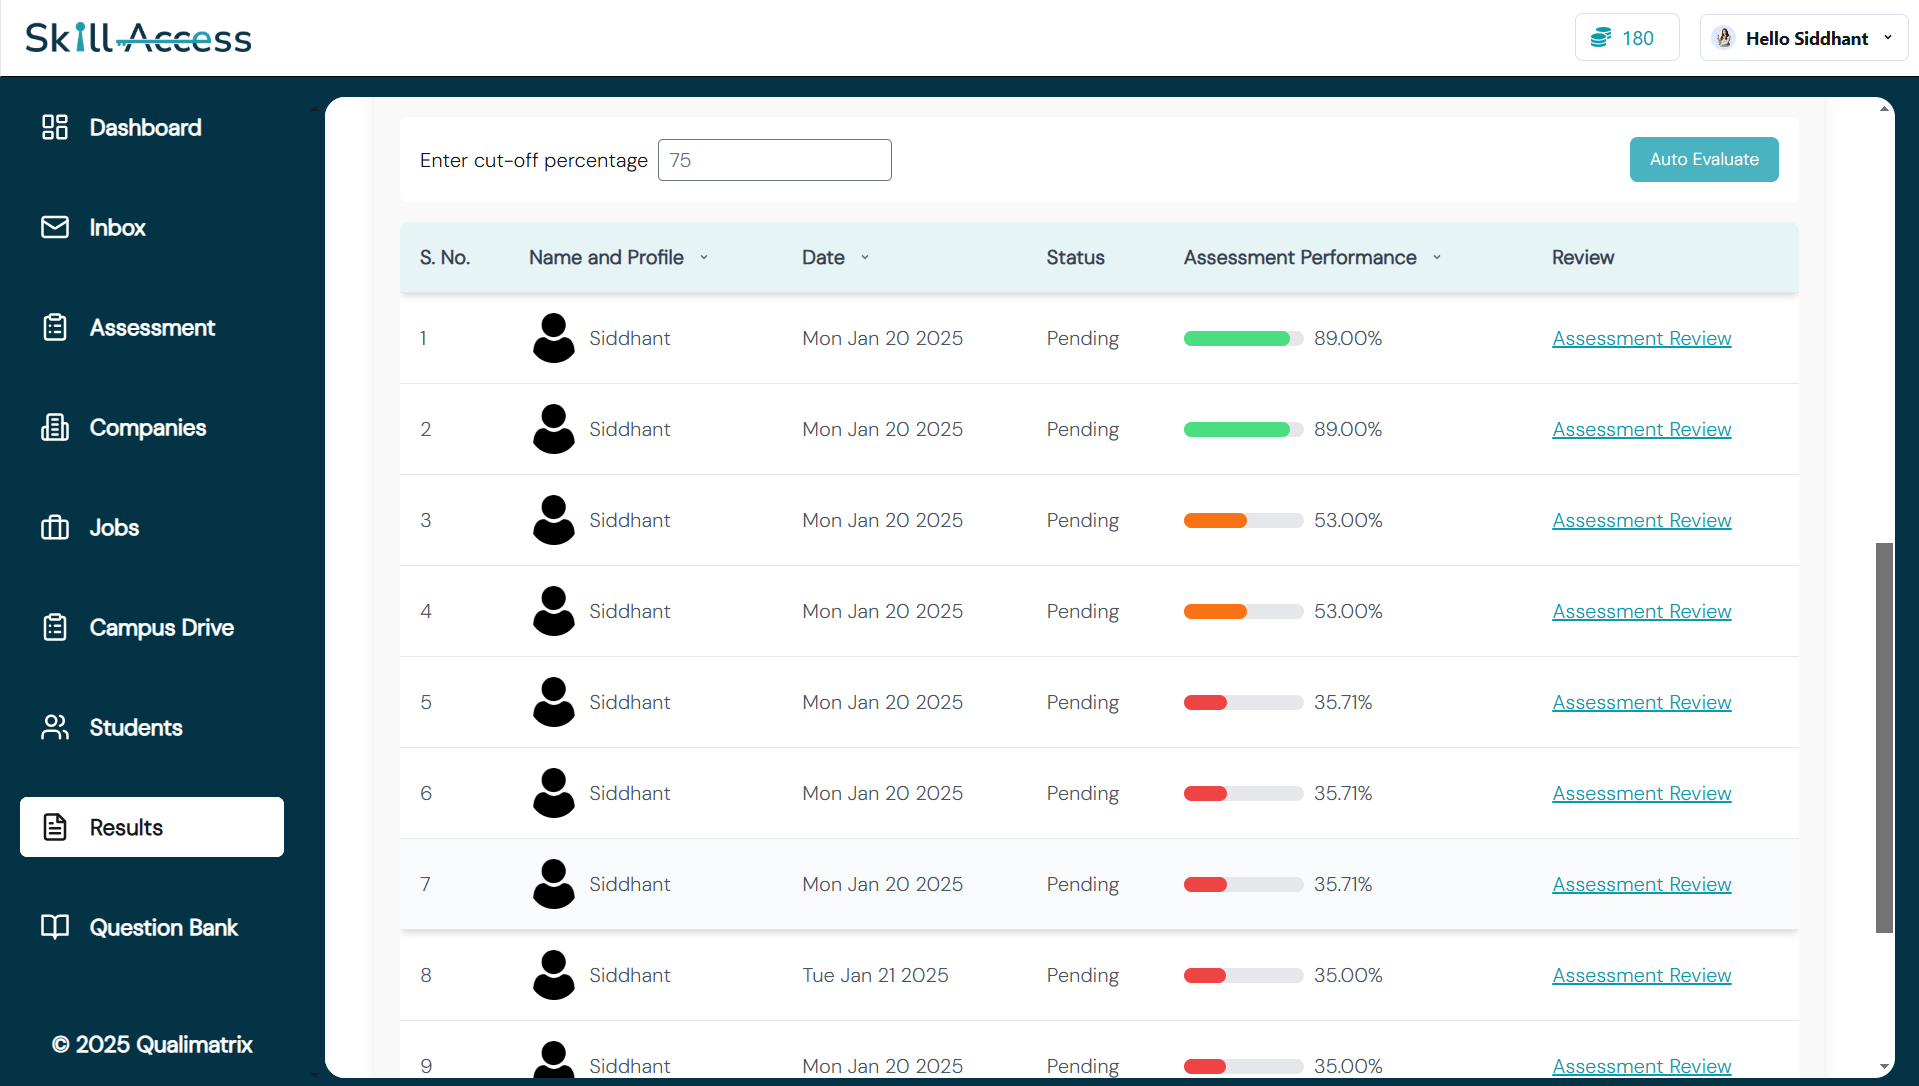 Skill Access
180
Hello Siddhant
Dashboard
Inbox
Assessment
Companies
Jobs
Campus Drive
Students
Results
Question Bank
© 2025 Qualimatrix
Enter cut-off percentage 75
Auto Evaluate
S. No. Name and Profile Date Status Assessment Performance Review
1 Siddhant Mon Jan 20 2025 Pending 89.00% Assessment Review
2 Siddhant Mon Jan 20 2025 Pending 89.00% Assessment Review
3 Siddhant Mon Jan 20 2025 Pending 53.00% Assessment Review
4 Siddhant Mon Jan 20 2025 Pending 53.00% Assessment Review
5 Siddhant Mon Jan 20 2025 Pending 35.71% Assessment Review
6 Siddhant Mon Jan 20 2025 Pending 35.71% Assessment Review
7 Siddhant Mon Jan 20 2025 Pending 35.71% Assessment Review
8 Siddhant Tue Jan 21 2025 Pending 35.00% Assessment Review
9 Siddhant Mon Jan 20 2025 Pending 35.00% Assessment Review